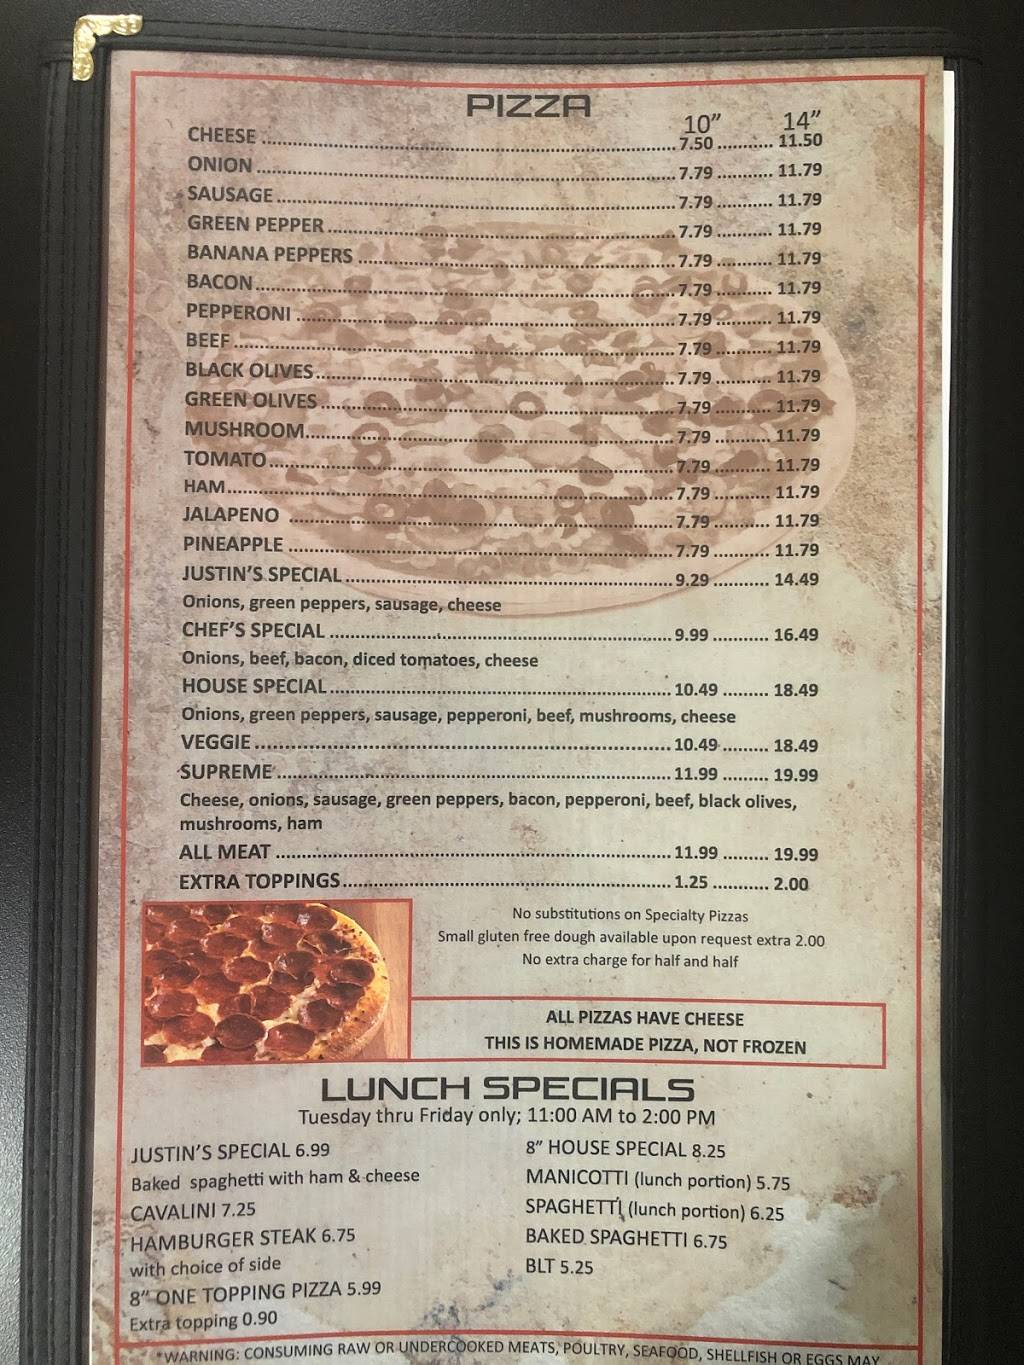 PIZZA
10” 14”
CHEESE ........ 7.50 ........... 11.50
ONION ........ 7.79 ........... 11.79
SAUSAGE ........ 7.79 ........... 11.79
GREEN PEPPER ........ 7.79 ........... 11.79
BANANA PEPPERS ........ 7.79 ........... 11.79
BACON ........ 7.79 ........... 11.79
PEPPERONI ........ 7.79 ........... 11.79
BEEF ........ 7.79 ........... 11.79
BLACK OLIVES ........ 7.79 ........... 11.79
GREEN OLIVES ........ 7.79 ........... 11.79
MUSHROOM ........ 7.79 ........... 11.79
TOMATO ........ 7.79 ........... 11.79
HAM ........ 7.79 ........... 11.79
JALAPENO ........ 7.79 ........... 11.79
PINEAPPLE ........ 7.79 ........... 11.79
JUSTIN’S SPECIAL ........ 9.29 ........... 14.49
Onions, green peppers, sausage, cheese
CHEF’S SPECIAL ........ 9.99 ........... 16.49
Onions, beef, bacon, diced tomatoes, cheese
HOUSE SPECIAL ........ 10.49 ......... 18.49
Onions, green peppers, sausage, pepperoni, beef, mushrooms, cheese
VEGGIE ........ 10.49 ......... 18.49
SUPREME ........ 11.99 ......... 19.99
Cheese, onions, sausage, green peppers, bacon, pepperoni, beef, black olives,
mushrooms, ham
ALL MEAT ........ 11.99 ......... 19.99
EXTRA TOPPINGS ........ 1.25 ........... 2.00
No substitutions on Specialty Pizzas
Small gluten free dough available upon request extra 2.00
No extra charge for half and half
ALL PIZZAS HAVE CHEESE
THIS IS HOMEMADE PIZZA, NOT FROZEN
LUNCH SPECIALS
Tuesday thru Friday only; 11:00 AM to 2:00 PM
JUSTIN’S SPECIAL 6.99
Baked spaghetti with ham & cheese
CAVALINI 7.25
HAMBURGER STEAK 6.75
with choice of side
8” ONE TOPPING PIZZA 5.99
Extra topping 0.90
8” HOUSE SPECIAL 8.25
MANICOTTI (lunch portion) 5.75
SPAGHETTI (lunch portion) 6.25
BAKED SPAGHETTI 6.75
BLT 5.25
*WARNING: CONSUMING RAW OR UNDERCOOKED MEATS, POULTRY, SEAFOOD, SHELLFISH OR EGGS MAY